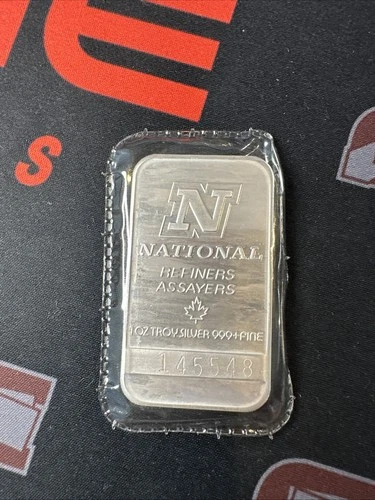 S
N
NATIONAL
REFINERS
ASSAYERS
1 OZ TROY SILVER 999+ FINE
145548